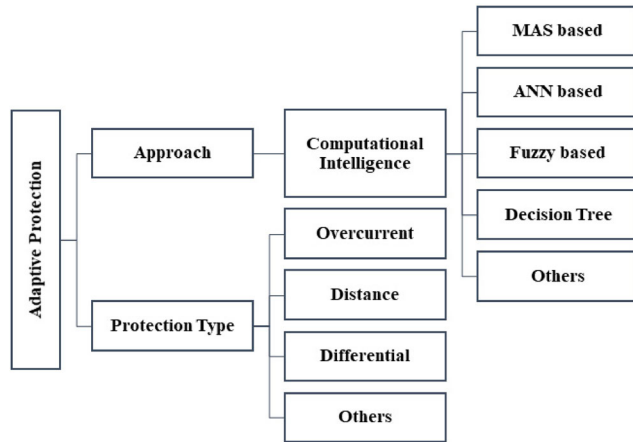 Adaptive Protection
Approach
Computational
Intelligence
MAS based
ANN based
Fuzzy based
Decision Tree
Others
Protection Type
Overcurrent
Distance
Differential
Others